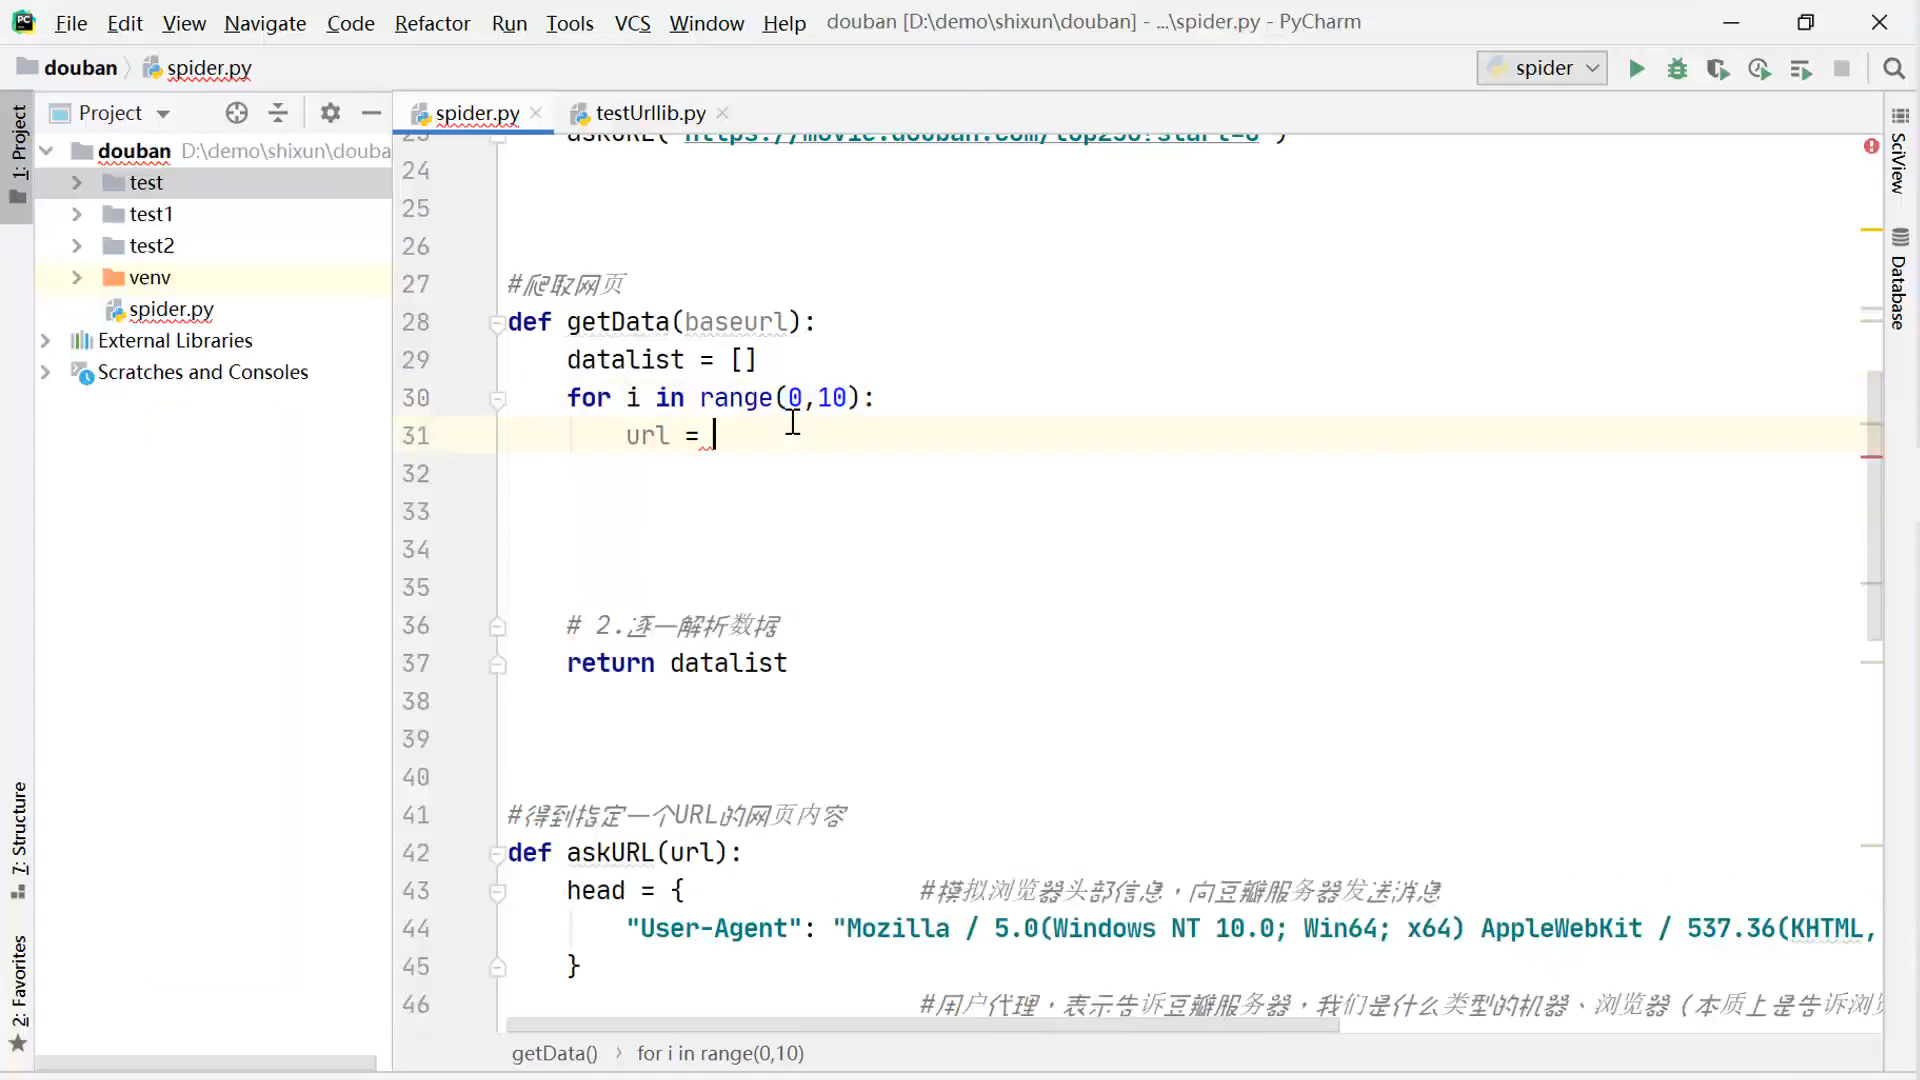 File Edit View Navigate Code Refactor Run Tools VCS Window Help douban [D:\demo\shixun\douban] - ...\spider.py - PyCharm
douban spider.py
spider
1: Project
Project
spider.py
testUrllib.py
douban D:\demo\shixun\douba
test
test1
test2
venv
spider.py
External Libraries
Scratches and Consoles
7: Structure
2: Favorites
SciView
Database
23 askURL("https://movie.douban.com/top250?start=0")
24
25
26
27 #爬取网页
28 def getData(baseurl):
29 datalist = []
30 for i in range(0,10):
31 url =
32
33
34
35
36 # 2.逐一解析数据
37 return datalist
38
39
40
41 #得到指定一个URL的网页内容
42 def askURL(url):
43 head = { #模拟浏览器头部信息，向豆瓣服务器发送消息
44 "User-Agent": "Mozilla / 5.0(Windows NT 10.0; Win64; x64) AppleWebKit / 537.36(KHTML,
45 }
46 #用户代理，表示告诉豆瓣服务器，我们是什么类型的机器、浏览器（本质上是告诉浏
getData() › for i in range(0,10)